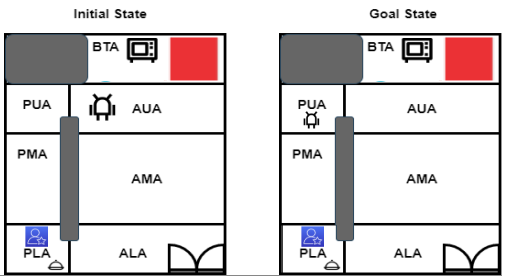 Initial State
BTA
PUA
AUA
PMA
AMA
PLA
ALA
Goal State
BTA
PUA
AUA
PMA
AMA
PLA
ALA